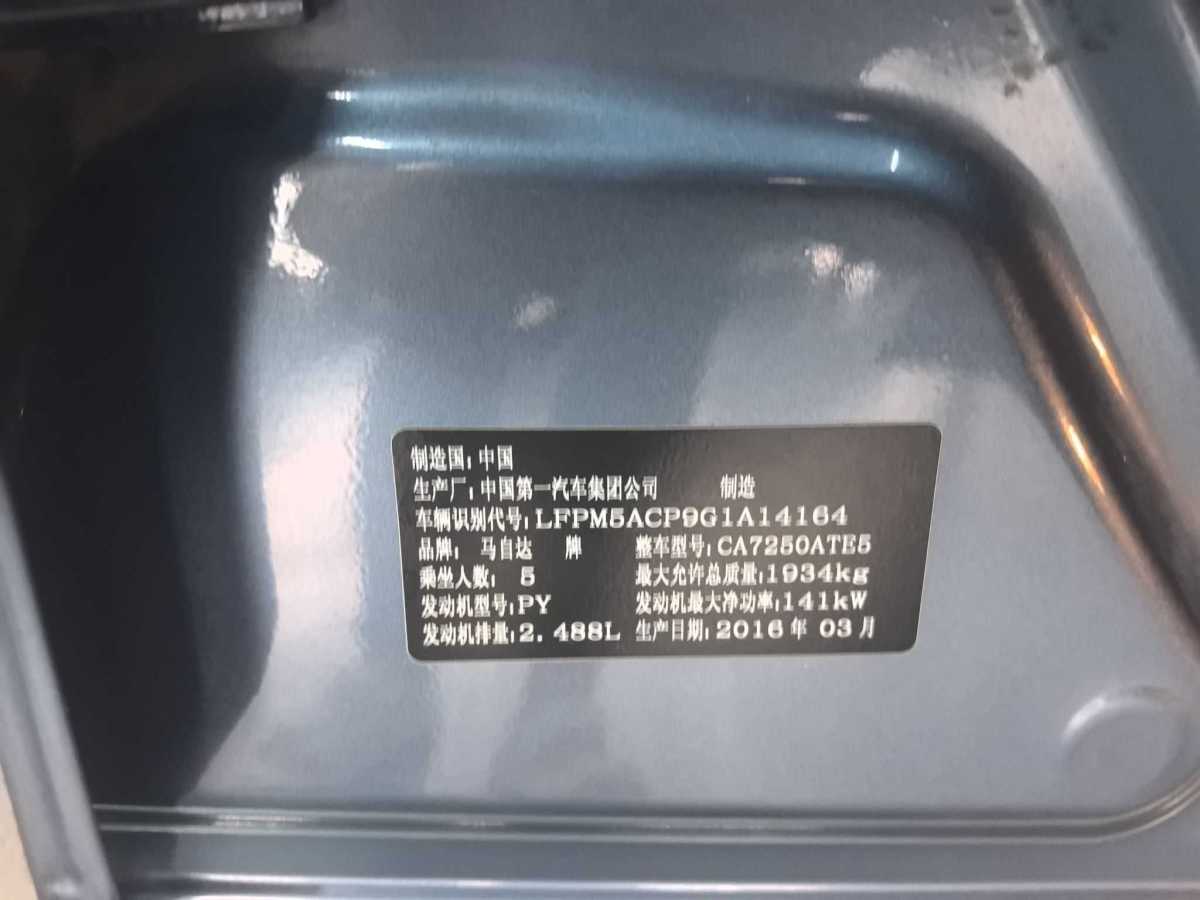 制造国：中国
生产厂：中国第一汽车集团公司 制造
车辆识别代号：LFPM5ACP9G1A14164
品牌：马自达 牌 整车型号：CA7250ATE5
乘坐人数：5 最大允许总质量：1934kg
发动机型号：PY 发动机最大净功率：141kW
发动机排量：2.488L 生产日期：2016年 03月